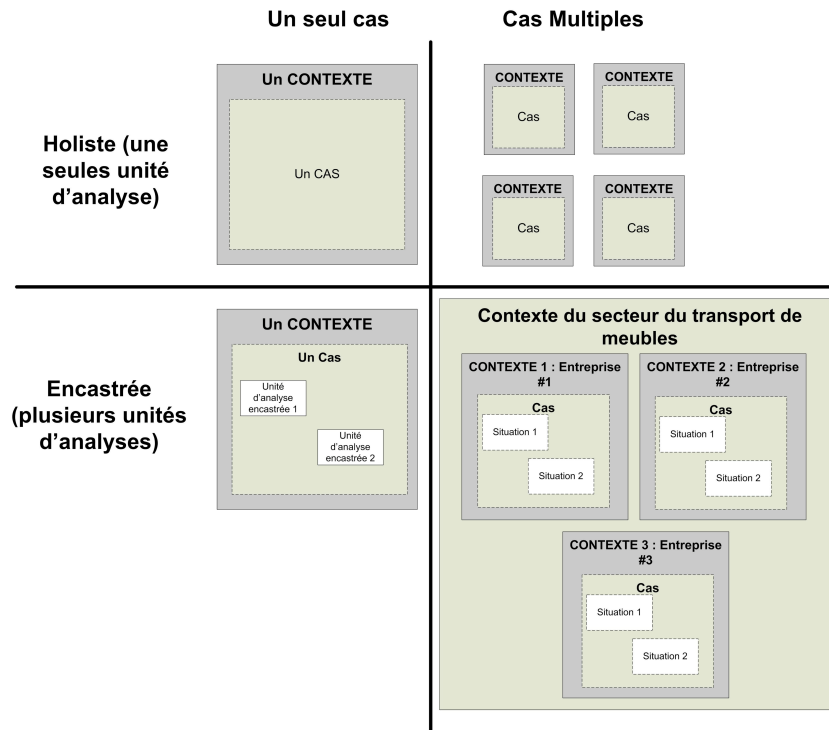 Un seul cas
Cas Multiples
Holiste (une
seules unité
d'analyse)
Un CONTEXTE
Un CAS
CONTEXTE
Cas
CONTEXTE
Cas
CONTEXTE
Cas
CONTEXTE
Cas
Encastrée
(plusieurs unités
d'analyses)
Un CONTEXTE
Un Cas
Unité
d'analyse
encastrée 1
Unité
d'analyse
encastrée 2
Contexte du secteur du transport de
meubles
CONTEXTE 1 : Entreprise
#1
Cas
Situation 1
Situation 2
CONTEXTE 2 : Entreprise
#2
Cas
Situation 1
Situation 2
CONTEXTE 3 : Entreprise
#3
Cas
Situation 1
Situation 2